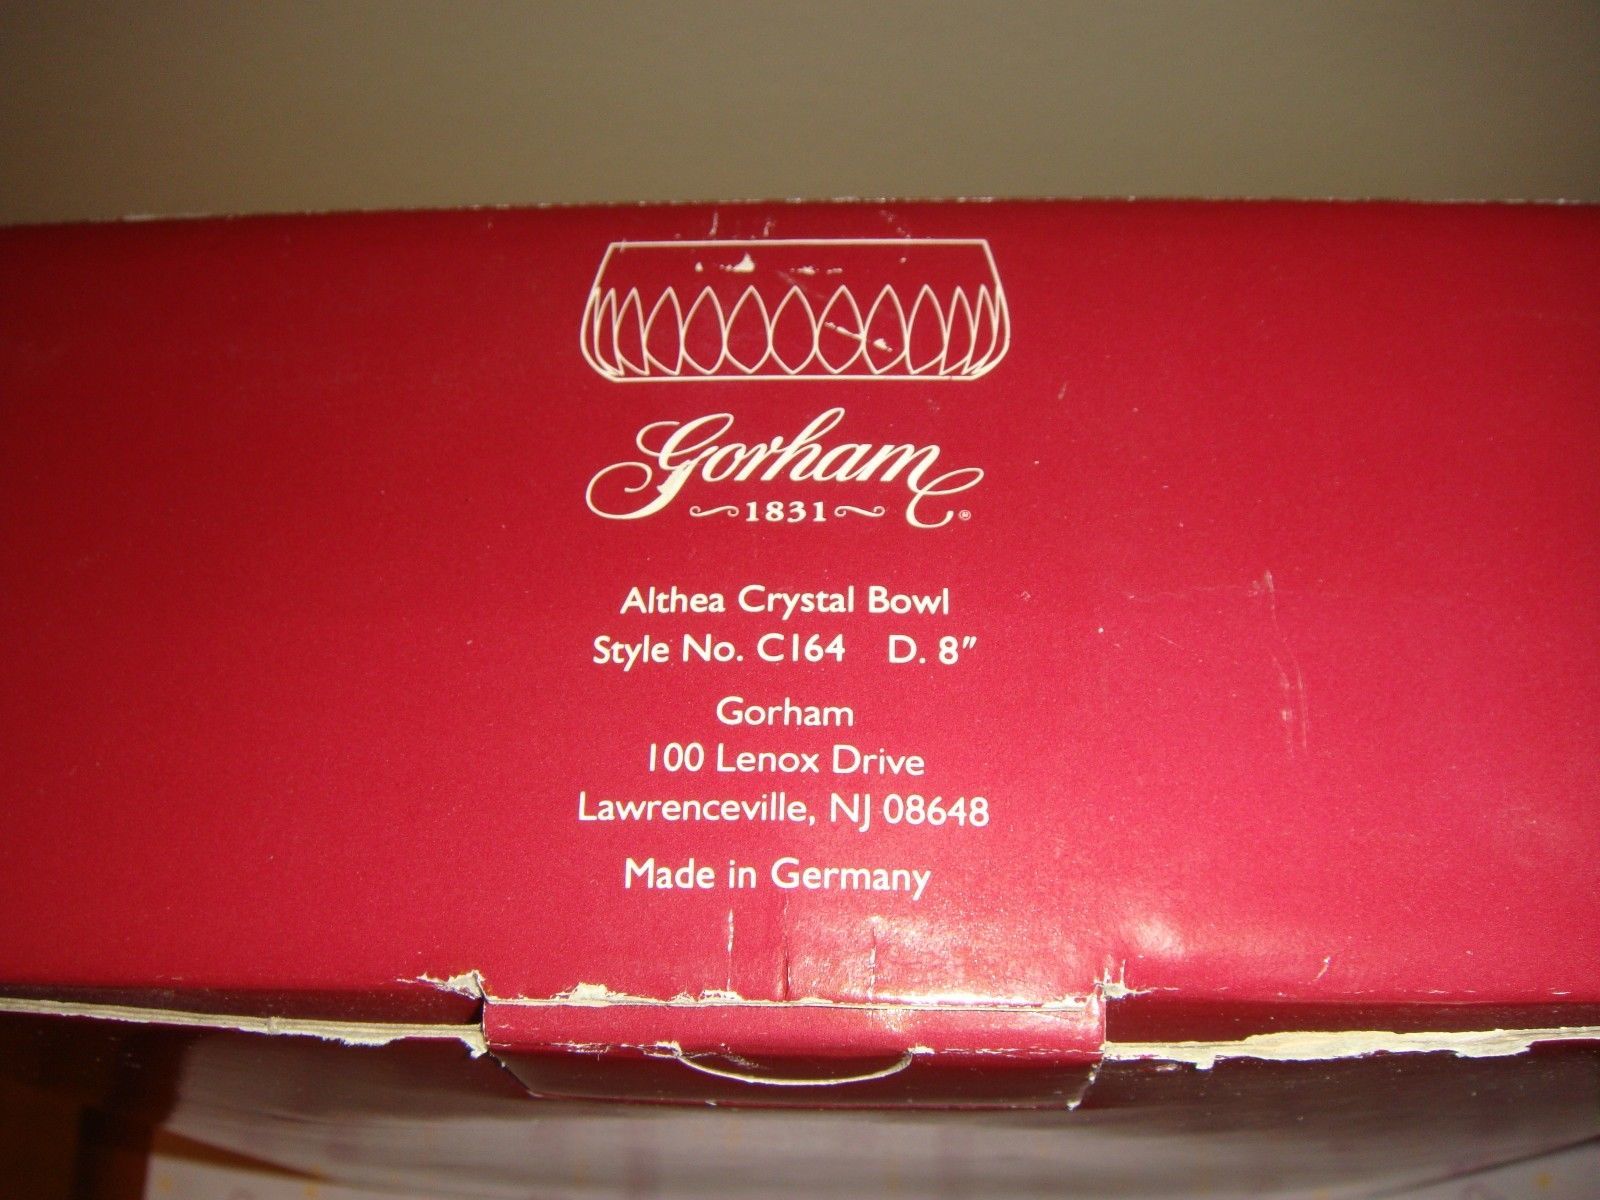 Gorham
1831
Althea Crystal Bowl
Style No. C164 D. 8"
Gorham
100 Lenox Drive
Lawrenceville, NJ 08648
Made in Germany